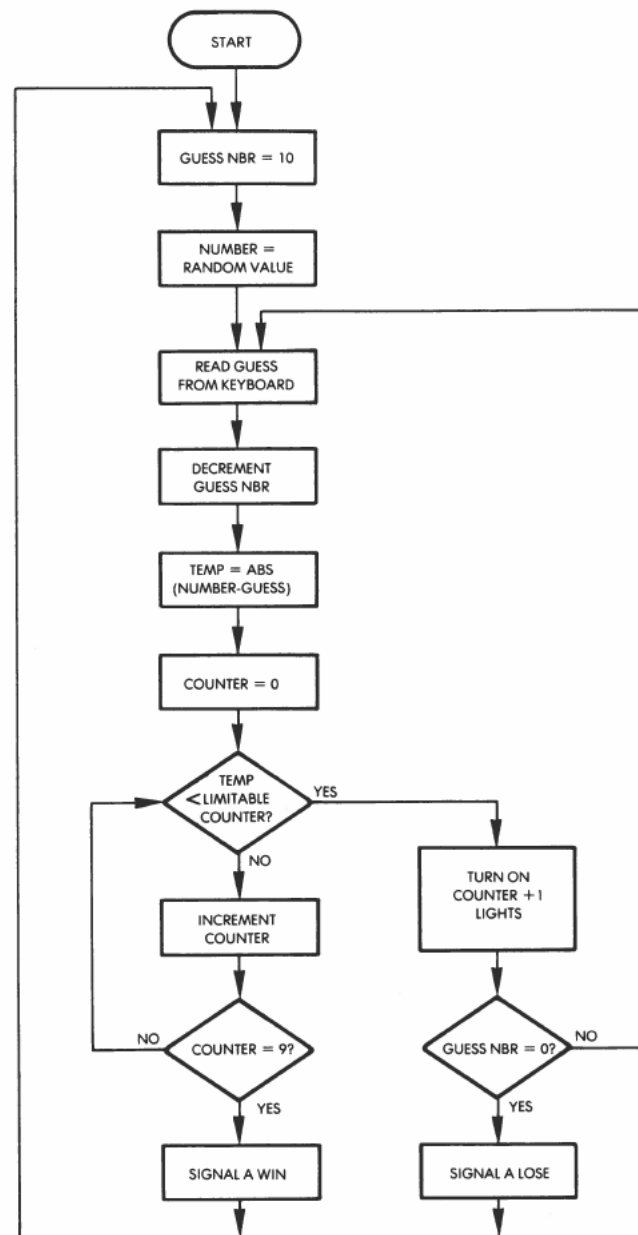 START
GUESS NBR = 10
NUMBER =
RANDOM VALUE
READ GUESS
FROM KEYBOARD
DECREMENT
GUESS NBR
TEMP = ABS
(NUMBER-GUESS)
COUNTER = 0
TEMP
< LIMITABLE
COUNTER?
YES
NO
TURN ON
COUNTER +1
LIGHTS
INCREMENT
COUNTER
NO
COUNTER = 9?
GUESS NBR = 0?
NO
YES
YES
SIGNAL A WIN
SIGNAL A LOSE